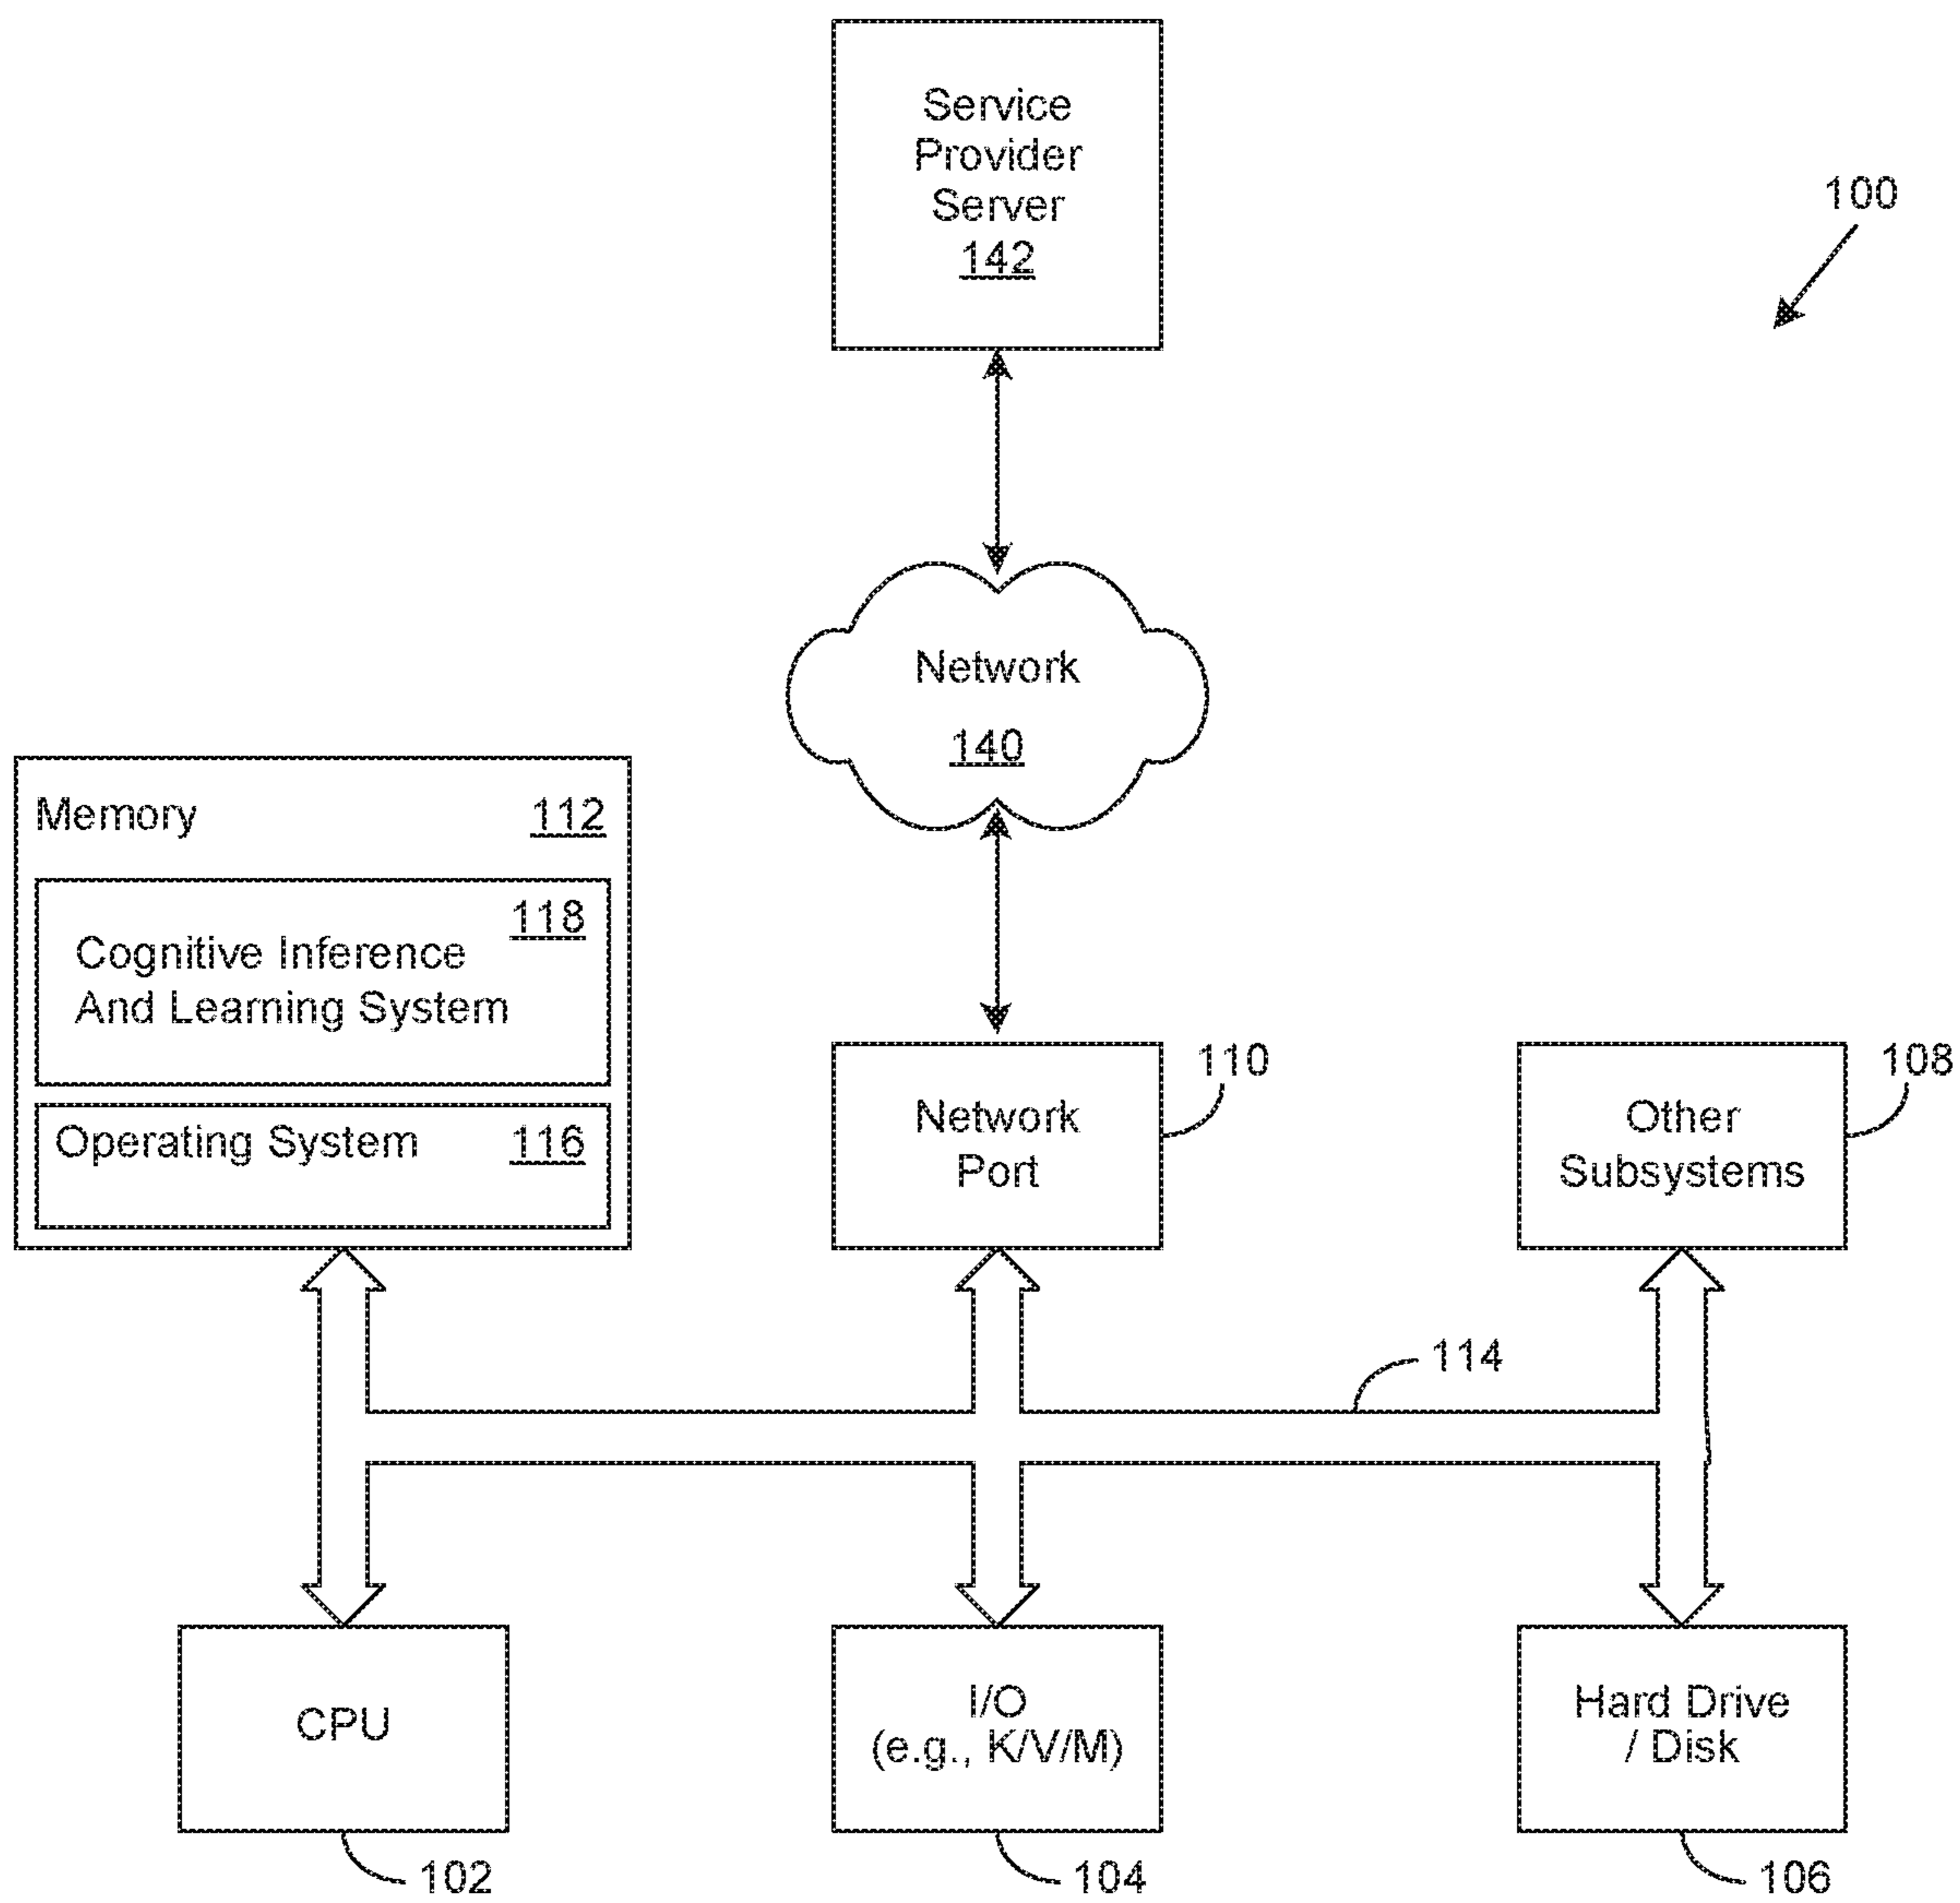 Service
Provider
Server
142
100
Network
140
Memory 112
118
Cognitive Inference
And Learning System
Operating System 116
Network
Port
110
Other
Subsystems
108
114
CPU
102
I/O
(e.g., K/V/M)
104
Hard Drive
/ Disk
106